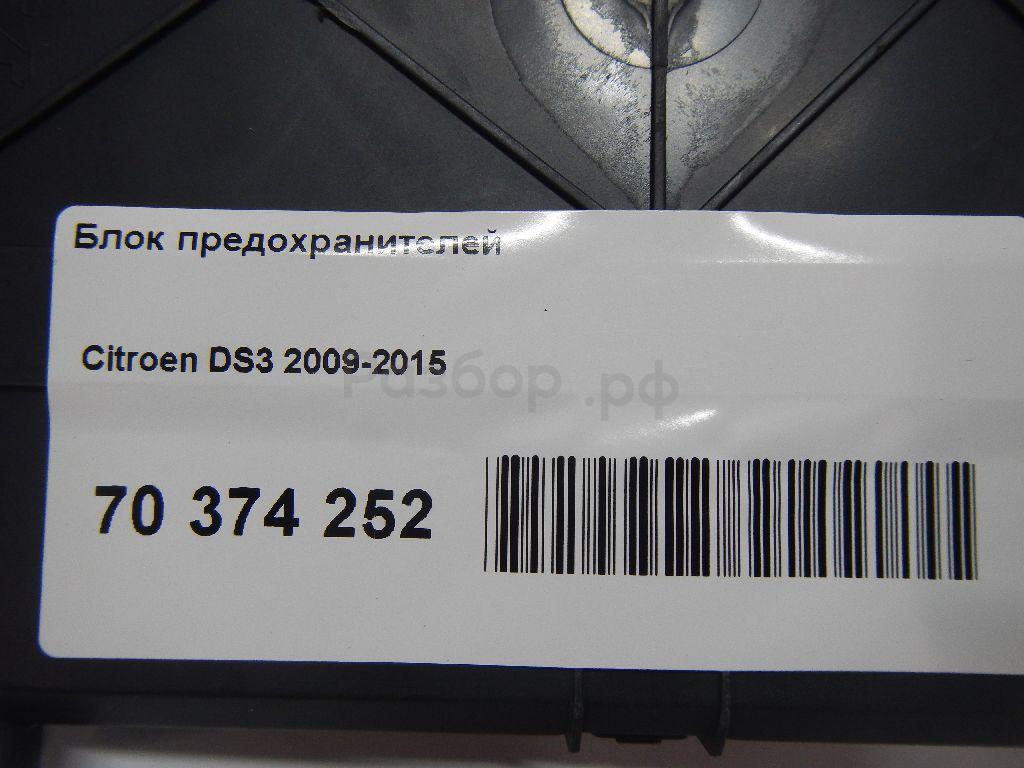 Блок предохранителей
Citroen DS3 2009-2015
Разбор.рф
70 374 252